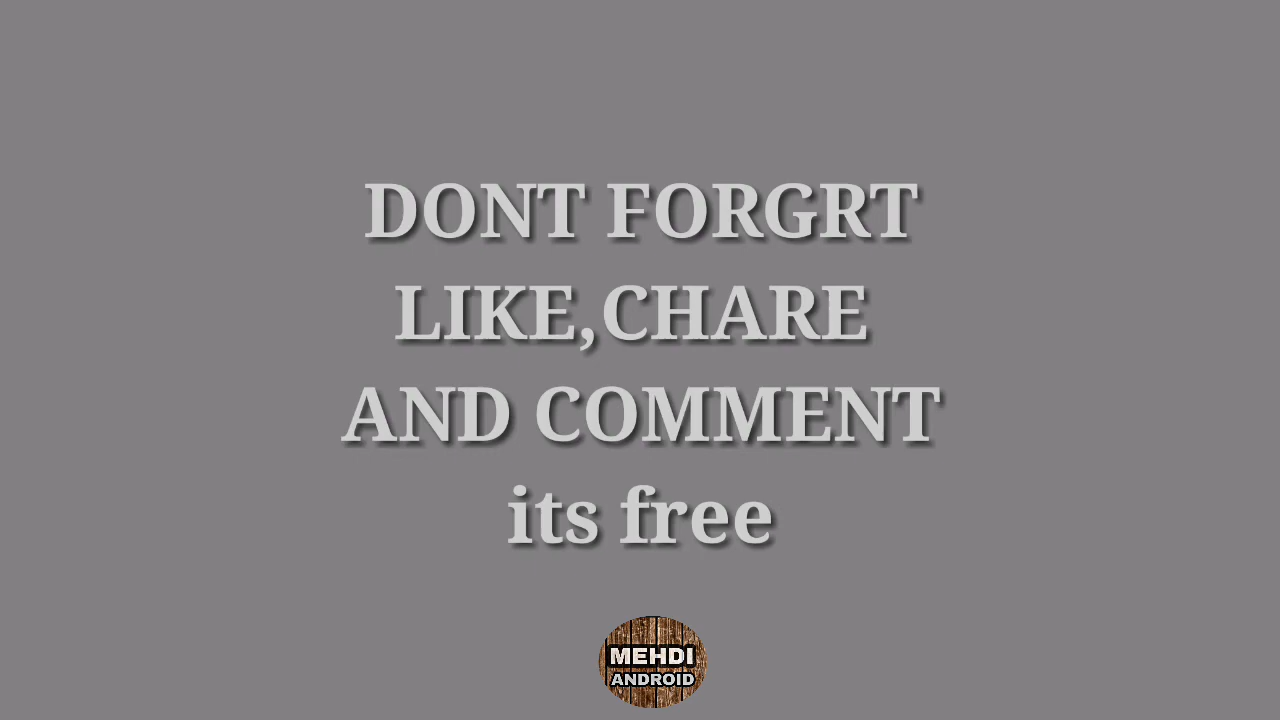 DONT FORGRT
LIKE,CHARE
AND COMMENT
its free
MEHDI
ANDROID